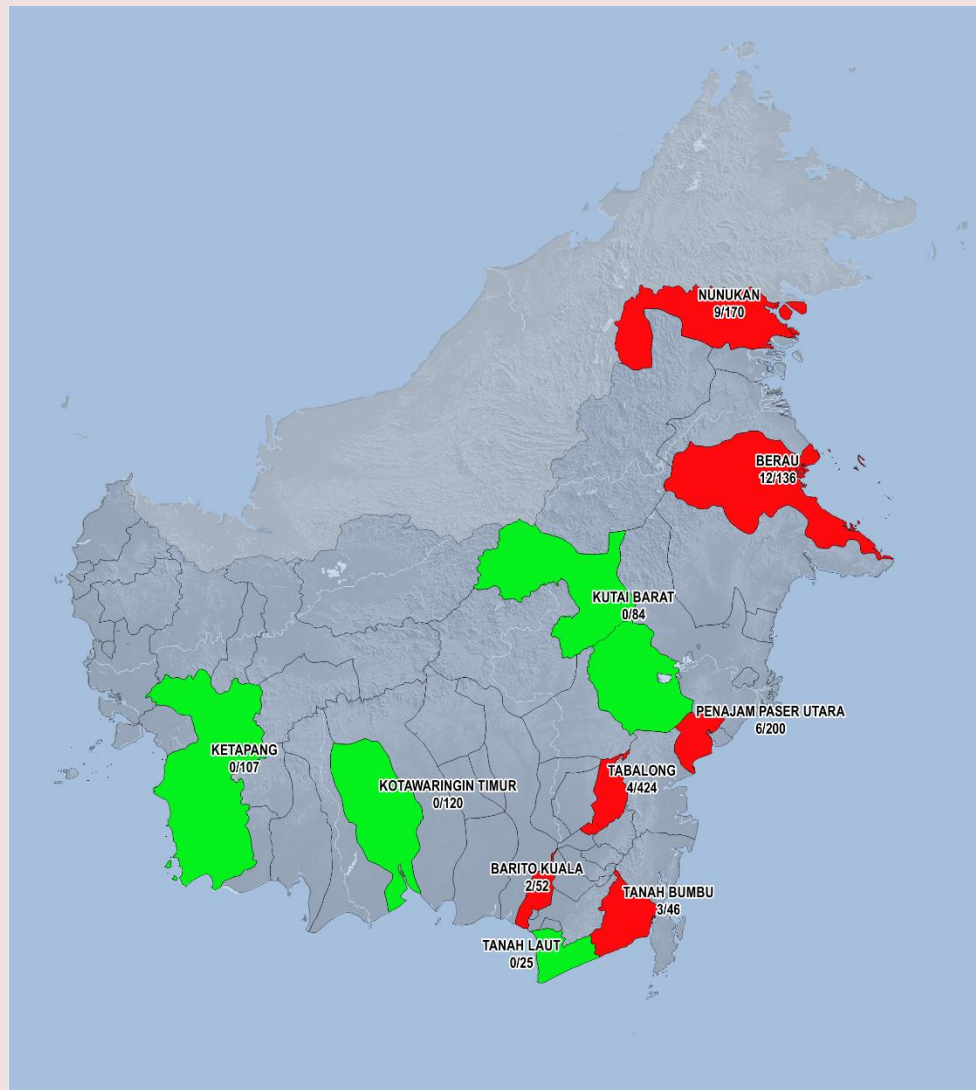 NUNUKAN
9/170
BERAU
12/136
KUTAI BARAT
0/84
PENAJAM PASER UTARA
6/200
KETAPANG
0/107
TABALONG
4/424
KOTAWARINGIN TIMUR
0/120
BARITO KUALA
2/52
TANAH BUMBU
3/46
TANAH LAUT
0/25